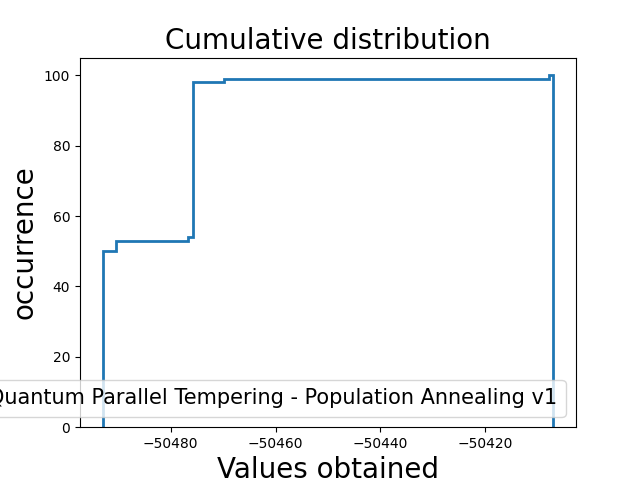 Cumulative distribution
occurrence
100
80
60
40
20
0
Quantum Parallel Tempering - Population Annealing v1
−50480 −50460 −50440 −50420
Values obtained